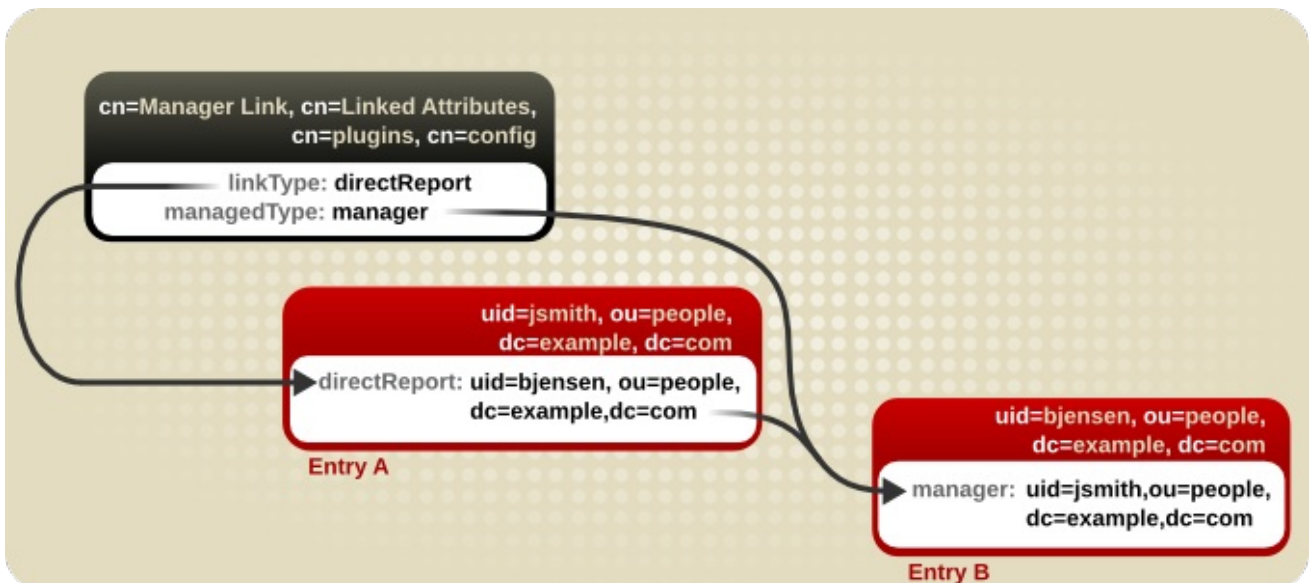 cn=Manager Link, cn=Linked Attributes,
cn=plugins, cn=config
linkType: directReport
managedType: manager
uid=jsmith, ou=people,
dc=example, dc=com
directReport: uid=bjensen, ou=people,
dc=example,dc=com
Entry A
uid=bjensen, ou=people,
dc=example, dc=com
manager: uid=jsmith,ou=people,
dc=example,dc=com
Entry B